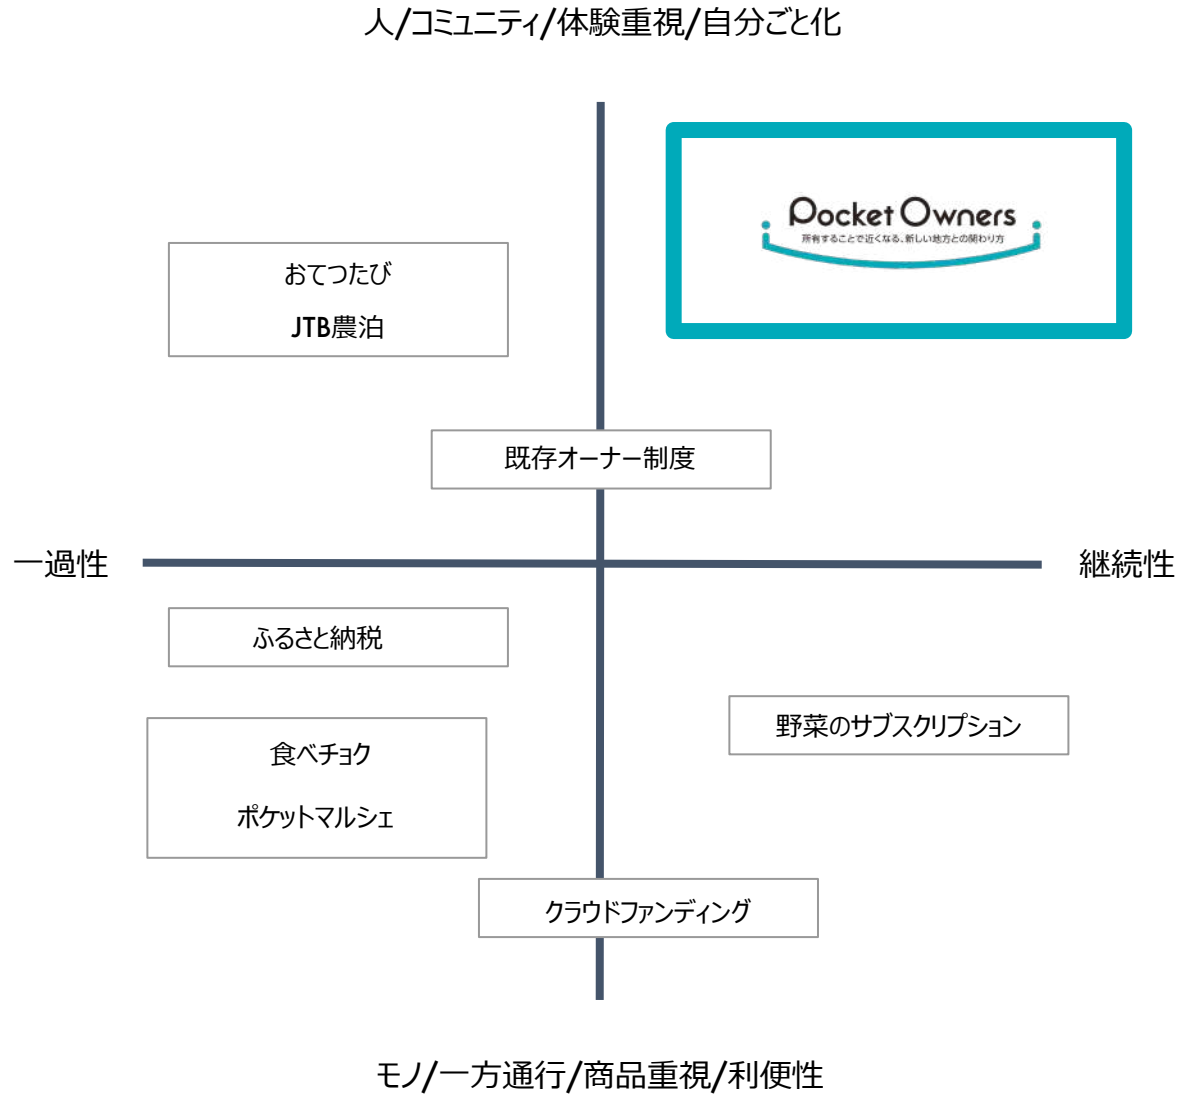 人/コミュニティ/体験重視/自分ごと化
Pocket Owners
所有することで近くなる、新しい地方との関わり方
おてつたび
JTB農泊
既存オーナー制度
一過性
継続性
ふるさと納税
野菜のサブスクリプション
食べチョク
ポケットマルシェ
クラウドファンディング
モノ/一方通行/商品重視/利便性